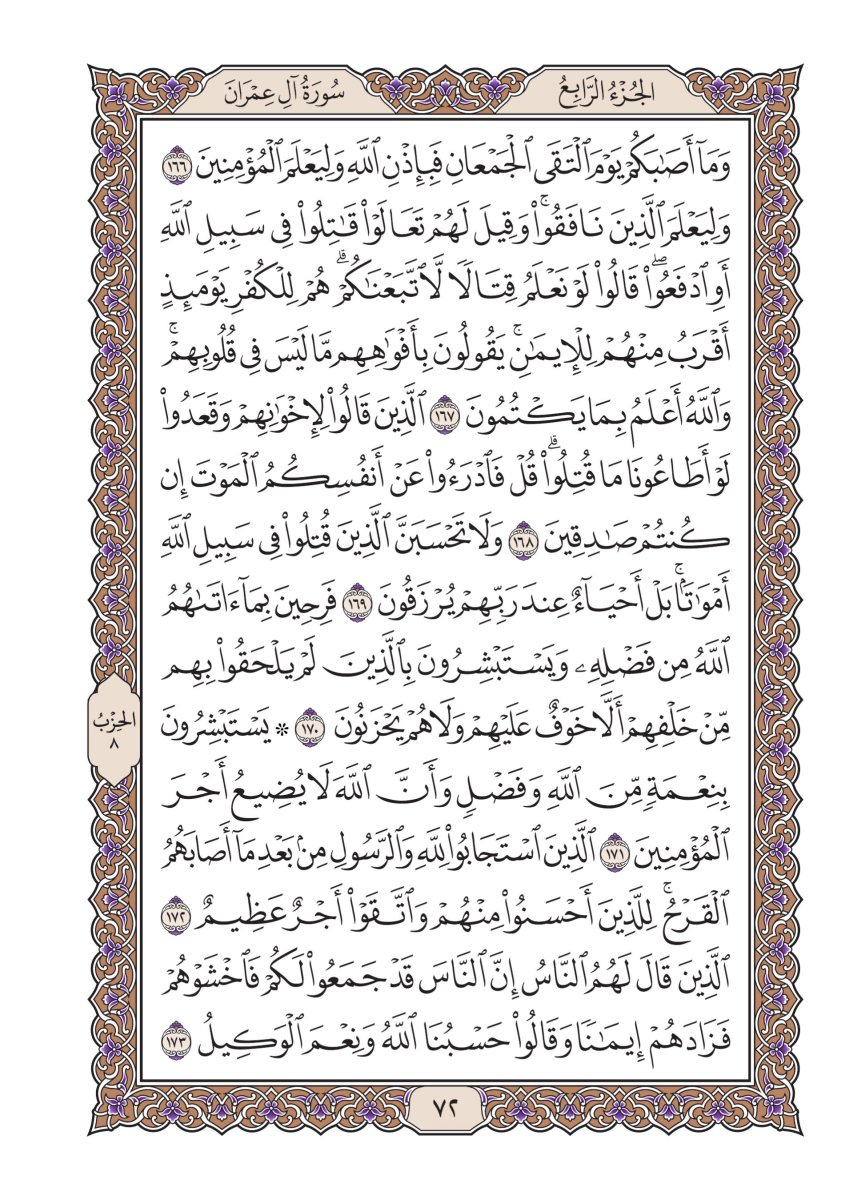 الجُزْءُ الرَّابِعُ
سُورَةُ آلِ عِمْرَانَ
وَمَآ أَصَٰبَكُمْ يَوْمَ ٱلْتَقَى ٱلْجَمْعَانِ فَبِإِذْنِ ٱللَّهِ وَلِيَعْلَمَ ٱلْمُؤْمِنِينَ ١٦٦
وَلِيَعْلَمَ ٱلَّذِينَ نَافَقُوا۟ۚ وَقِيلَ لَهُمْ تَعَالَوْا۟ قَٰتِلُوا۟ فِى سَبِيلِ ٱللَّهِ
أَوِ ٱدْفَعُوا۟ۖ قَالُوا۟ لَوْ نَعْلَمُ قِتَالًا لَّٱتَّبَعْنَٰكُمْۗ هُمْ لِلْكُفْرِ يَوْمَئِذٍ
أَقْرَبُ مِنْهُمْ لِلْإِيمَٰنِۚ يَقُولُونَ بِأَفْوَٰهِهِم مَّا لَيْسَ فِى قُلُوبِهِمْۚ
وَٱللَّهُ أَعْلَمُ بِمَا يَكْتُمُونَ ١٦٧ ٱلَّذِينَ قَالُوا۟ لِإِخْوَٰنِهِمْ وَقَعَدُوا۟
لَوْ أَطَاعُونَا مَا قُتِلُوا۟ۗ قُلْ فَٱدْرَءُوا۟ عَنْ أَنفُسِكُمُ ٱلْمَوْتَ إِن
كُنتُمْ صَٰدِقِينَ ١٦٨ وَلَا تَحْسَبَنَّ ٱلَّذِينَ قُتِلُوا۟ فِى سَبِيلِ ٱللَّهِ
أَمْوَٰتًۢاۚ بَلْ أَحْيَآءٌ عِندَ رَبِّهِمْ يُرْزَقُونَ ١٦٩ فَرِحِينَ بِمَآ ءَاتَىٰهُمُ
ٱللَّهُ مِن فَضْلِهِۦ وَيَسْتَبْشِرُونَ بِٱلَّذِينَ لَمْ يَلْحَقُوا۟ بِهِم
مِّنْ خَلْفِهِمْ أَلَّا خَوْفٌ عَلَيْهِمْ وَلَا هُمْ يَحْزَنُونَ ١٧٠ * يَسْتَبْشِرُونَ
بِنِعْمَةٍ مِّنَ ٱللَّهِ وَفَضْلٍ وَأَنَّ ٱللَّهَ لَا يُضِيعُ أَجْرَ
ٱلْمُؤْمِنِينَ ١٧١ ٱلَّذِينَ ٱسْتَجَابُوا۟ لِلَّهِ وَٱلرَّسُولِ مِنۢ بَعْدِ مَآ أَصَابَهُمُ
ٱلْقَرْحُۚ لِلَّذِينَ أَحْسَنُوا۟ مِنْهُمْ وَٱتَّقَوْا۟ أَجْرٌ عَظِيمٌ ١٧٢
ٱلَّذِينَ قَالَ لَهُمُ ٱلنَّاسُ إِنَّ ٱلنَّاسَ قَدْ جَمَعُوا۟ لَكُمْ فَٱخْشَوْهُمْ
فَزَادَهُمْ إِيمَٰنًا وَقَالُوا۟ حَسْبُنَا ٱللَّهُ وَنِعْمَ ٱلْوَكِيلُ ١٧٣
الحِزْبُ
٨
٧٢